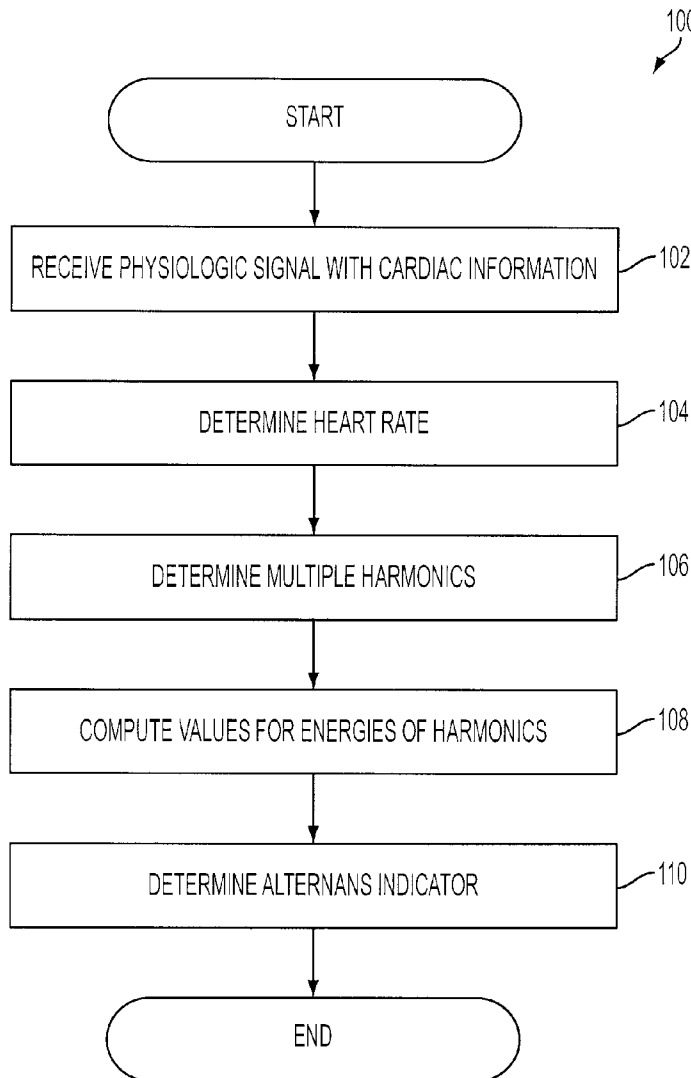 100
START
RECEIVE PHYSIOLOGIC SIGNAL WITH CARDIAC INFORMATION
102
DETERMINE HEART RATE
104
DETERMINE MULTIPLE HARMONICS
106
COMPUTE VALUES FOR ENERGIES OF HARMONICS
108
DETERMINE ALTERNANS INDICATOR
110
END